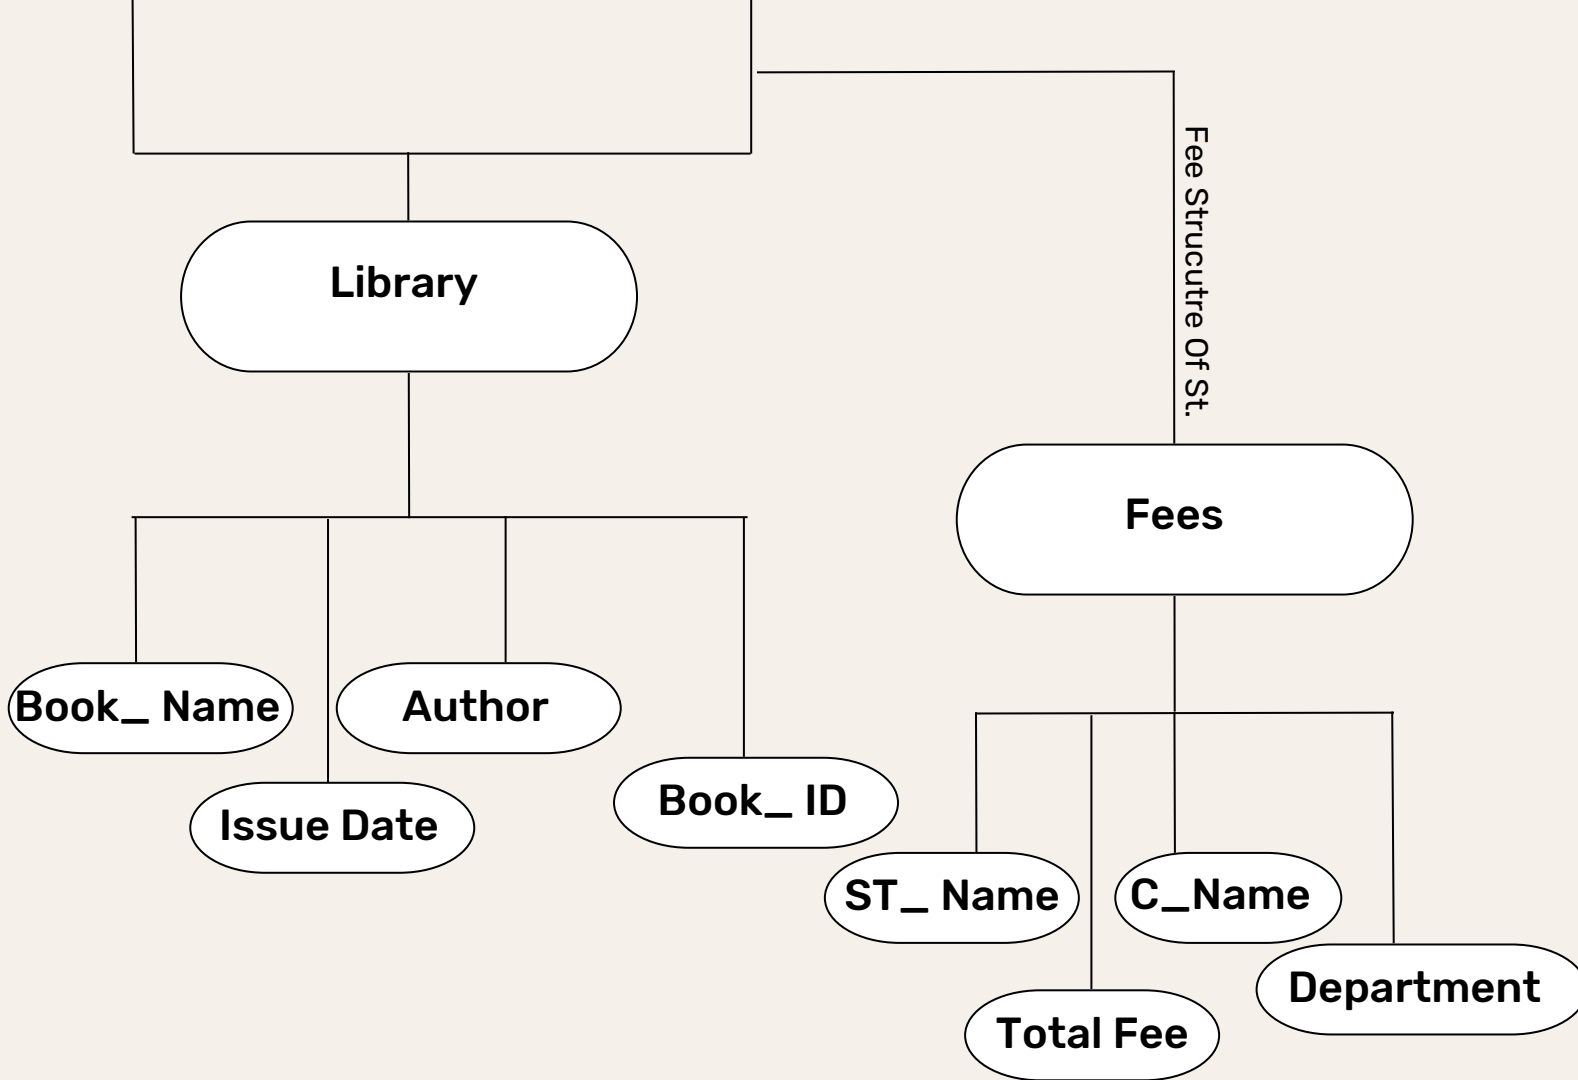 Fee Strucutre Of St.
Library
Fees
Book_ Name
Author
Issue Date
Book_ ID
ST_ Name
C_Name
Department
Total Fee